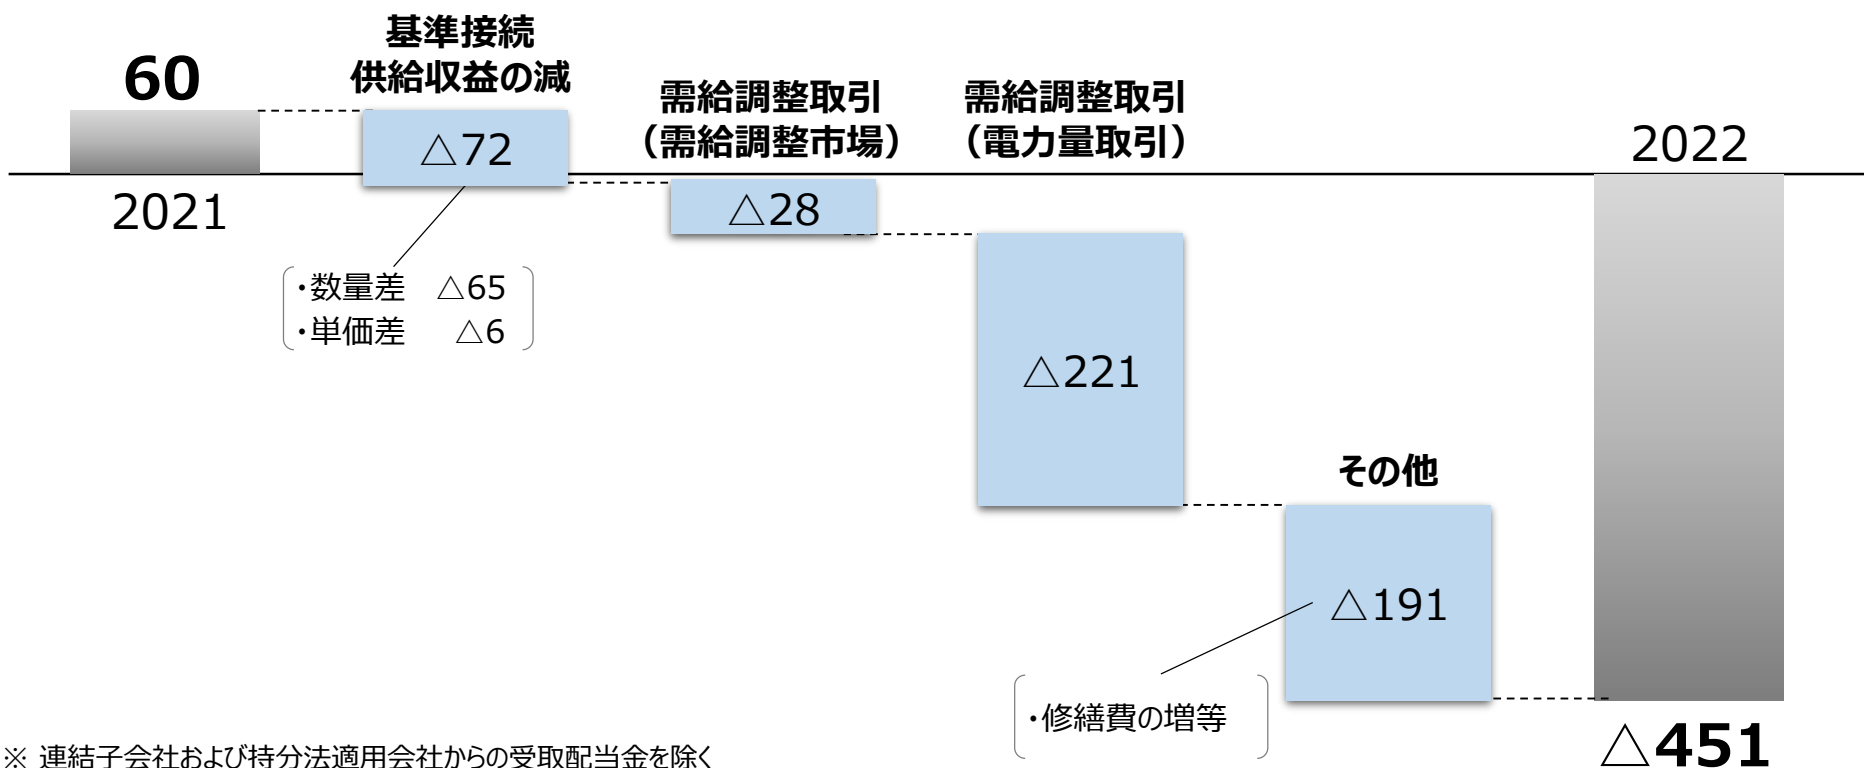 60
2021
基準接続
供給収益の減
△72
・数量差 △65
・単価差 △6
需給調整取引
（需給調整市場）
△28
需給調整取引
（電力量取引）
△221
その他
△191
・修繕費の増等
2022
△451
※ 連結子会社および持分法適用会社からの受取配当金を除く